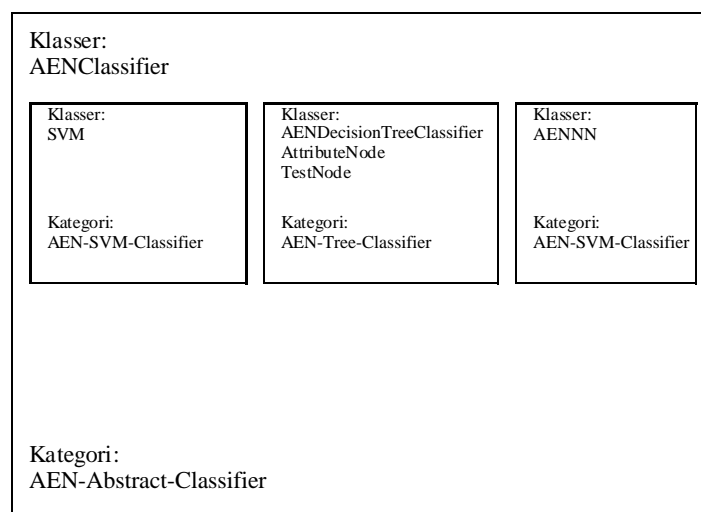 Klasser:
AENClassifier
Klasser:
SVM
Kategori:
AEN-SVM-Classifier
Klasser:
AENDecisionTreeClassifier
AttributeNode
TestNode
Kategori:
AEN-Tree-Classifier
Klasser:
AENNN
Kategori:
AEN-SVM-Classifier
Kategori:
AEN-Abstract-Classifier